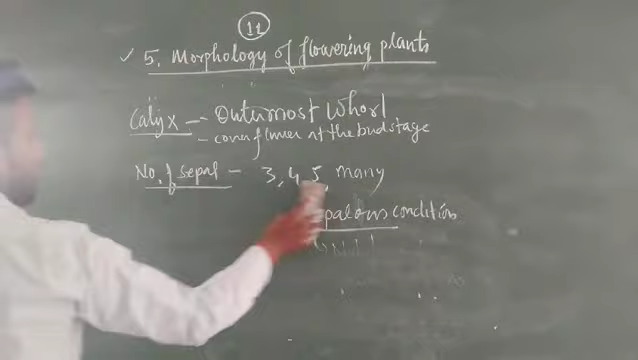 11
✓ 5. Morphology of flowering plants
Calyx - - Outermost Whorl
- cover flower at the bud stage
No. of sepal - 3, 4, 5, many
condition